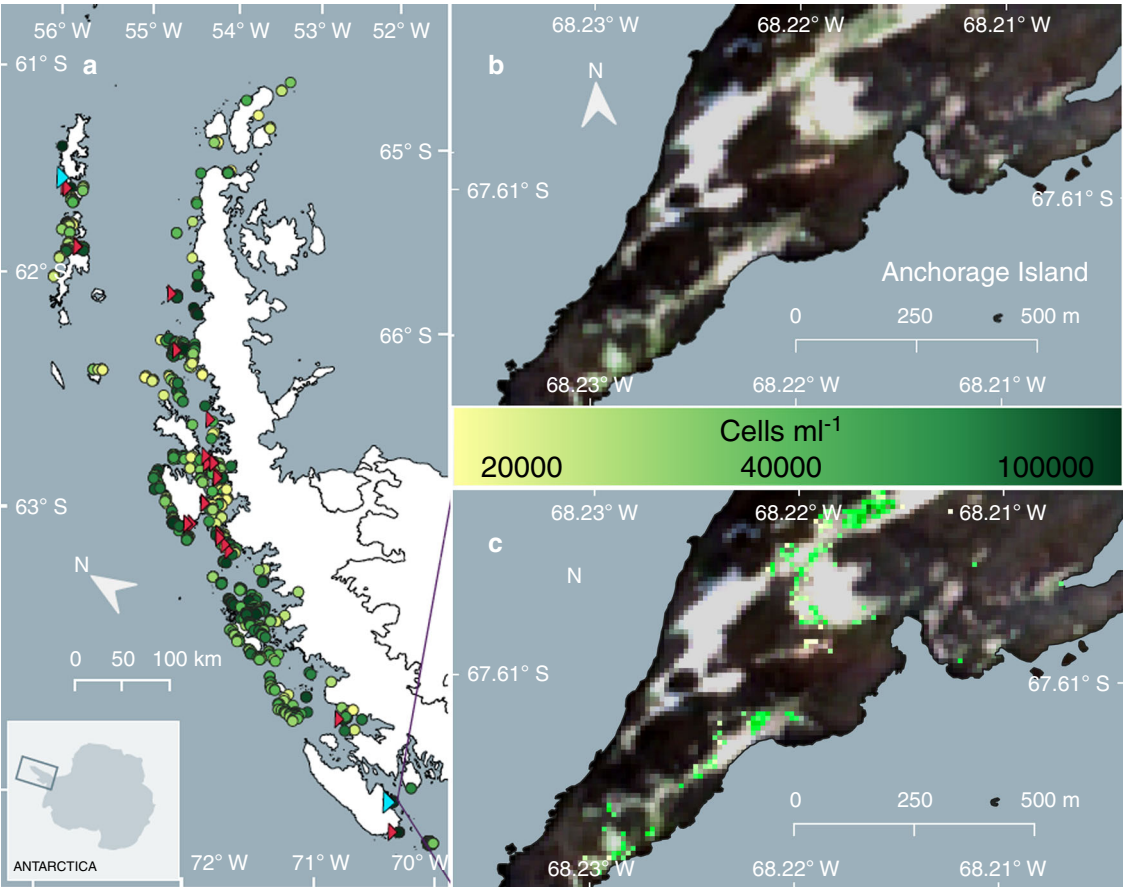 56° W 55° W 54° W 53° W 52° W
61° S a
65° S
62° S
66° S
63° S
N
0 50 100 km
ANTARCTICA
72° W 71° W 70° W
68.23° W 68.22° W 68.21° W
b
N
67.61° S
67.61° S
Anchorage Island
0 250 500 m
68.23° W 68.22° W 68.21° W
Cells ml-1
20000 40000 100000
68.23° W 68.22° W 68.21° W
c
N
67.61° S
67.61° S
0 250 500 m
68.23° W 68.22° W 68.21° W